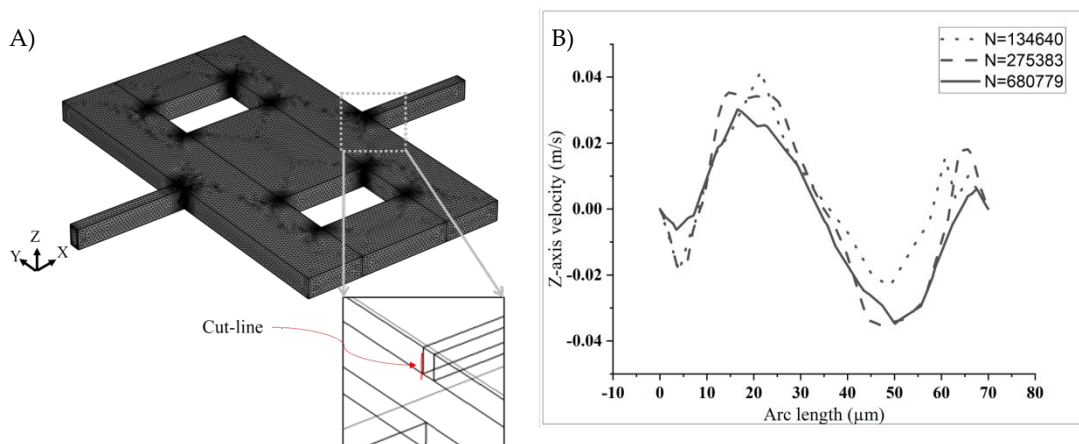 A)
Z
Y
X
Cut-line
B)
N=134640
N=275383
N=680779
Z-axis velocity (m/s)
0.04
0.02
0.00
-0.02
-0.04
-10 0 10 20 30 40 50 60 70 80
Arc length (µm)